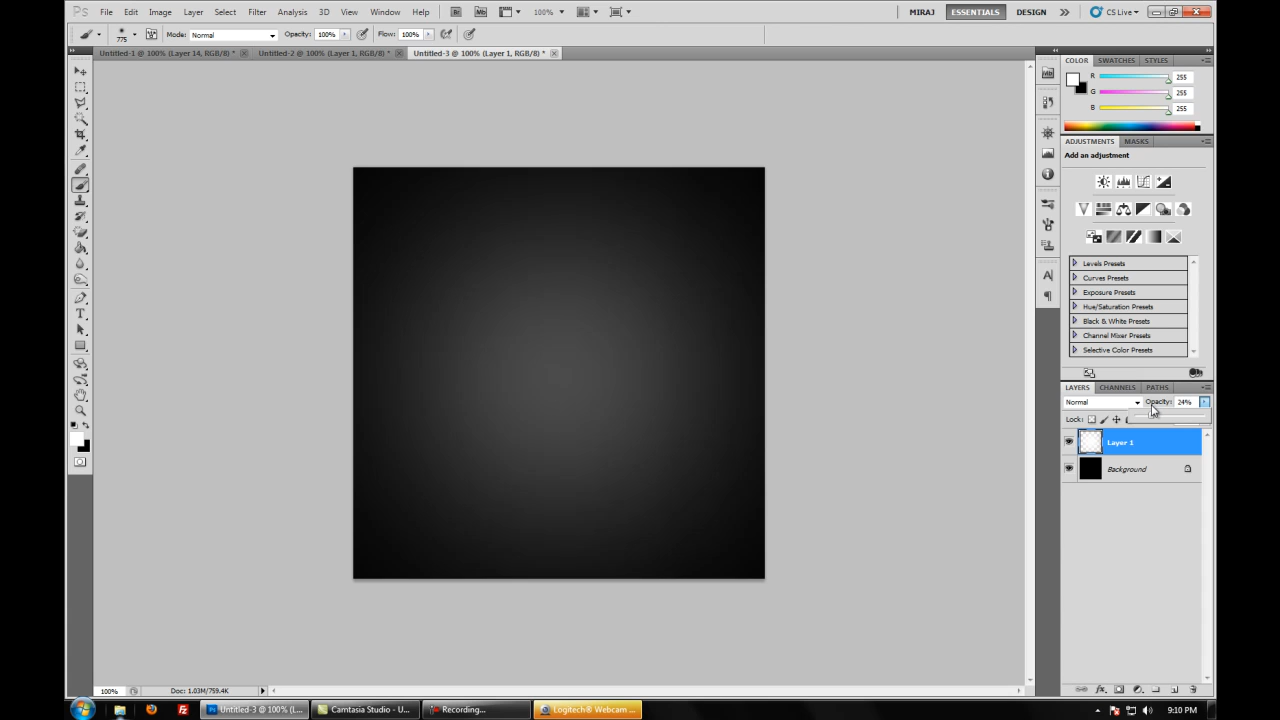 Ps File Edit Image Layer Select Filter Analysis 3D View Window Help Br Mb 100% MIRAJ ESSENTIALS DESIGN CS Live
775 Mode: Normal Opacity: 100% Flow: 100%
Untitled-1 @ 100% (Layer 14, RGB/8) * Untitled-2 @ 100% (Layer 1, RGB/8) * Untitled-3 @ 100% (Layer 1, RGB/8) *
COLOR SWATCHES STYLES
R 255
G 255
B 255
ADJUSTMENTS MASKS
Add an adjustment
Levels Presets
Curves Presets
Exposure Presets
Hue/Saturation Presets
Black & White Presets
Channel Mixer Presets
Selective Color Presets
LAYERS CHANNELS PATHS
Normal Opacity: 24%
Lock:
Layer 1
Background
100% Doc: 1.03M/759.4K
Untitled-3 @ 100% (L... Camtasia Studio - U... Recording... Logitech® Webcam ... 9:10 PM